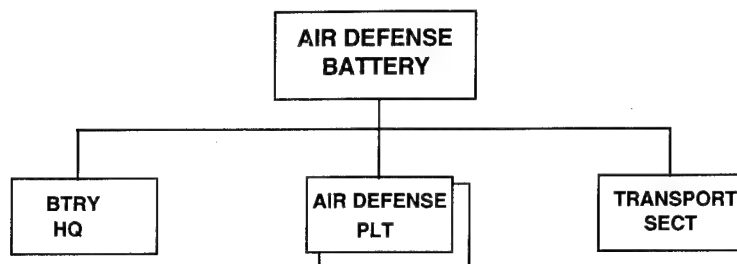 AIR DEFENSE
BATTERY
BTRY
HQ
AIR DEFENSE
PLT
TRANSPORT
SECT